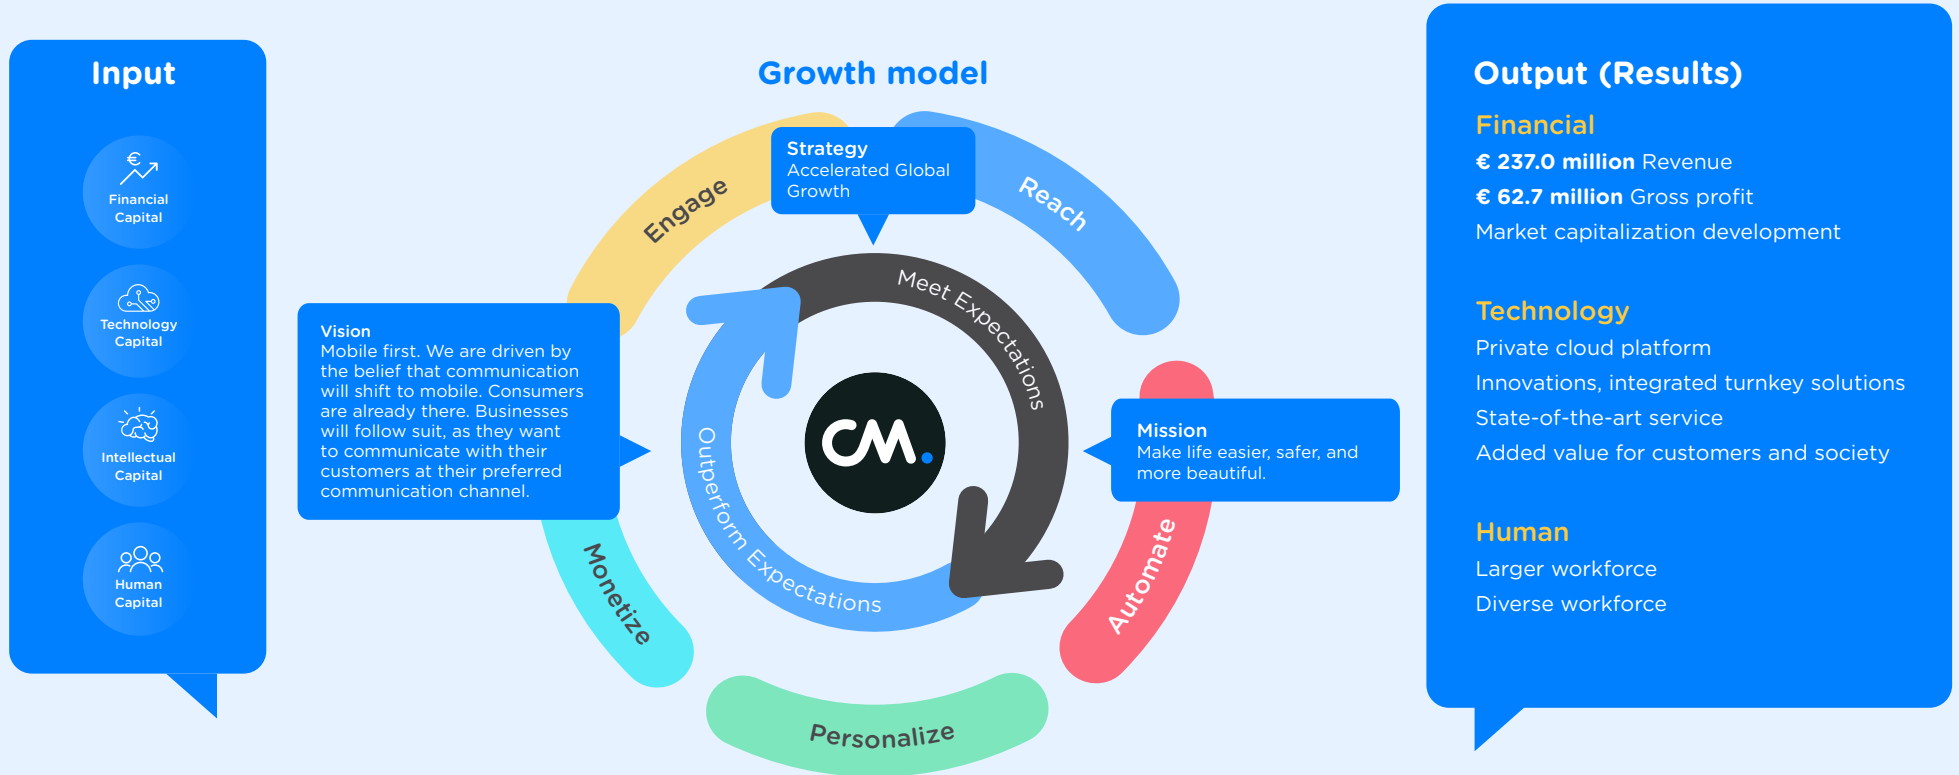 Input
Financial
Capital
Technology
Capital
Intellectual
Capital
Human
Capital
Growth model
Strategy
Accelerated Global
Growth
Engage
Reach
Automate
Personalize
Monetize
Meet Expectations
Outperform Expectations
CM.
Vision
Mobile first. We are driven by
the belief that communication
will shift to mobile. Consumers
are already there. Businesses
will follow suit, as they want
to communicate with their
customers at their preferred
communication channel.
Mission
Make life easier, safer, and
more beautiful.
Output (Results)
Financial
€ 237.0 million Revenue
€ 62.7 million Gross profit
Market capitalization development
Technology
Private cloud platform
Innovations, integrated turnkey solutions
State-of-the-art service
Added value for customers and society
Human
Larger workforce
Diverse workforce